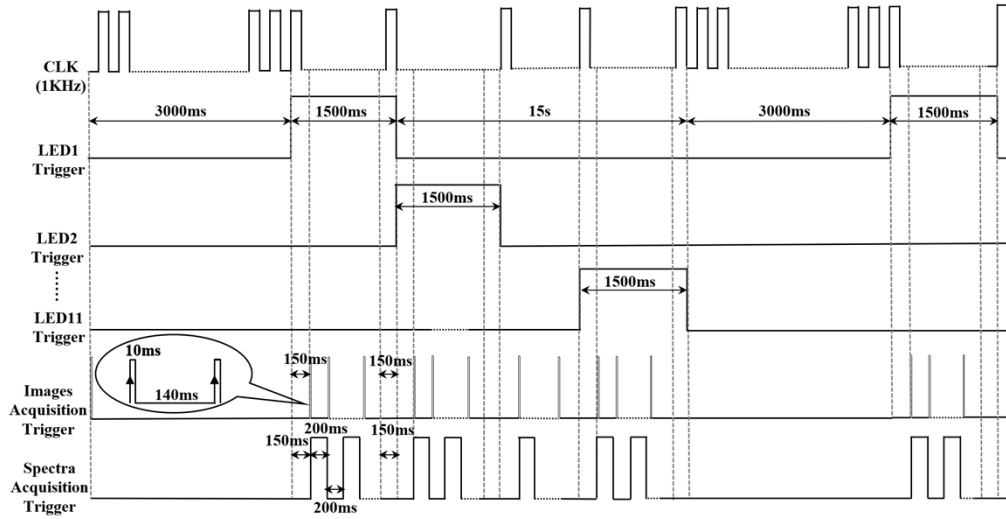 CLK
(1KHz)
3000ms
1500ms
15s
3000ms
1500ms
LED1
Trigger
1500ms
LED2
Trigger
1500ms
LED11
Trigger
10ms
140ms
150ms
150ms
Images
Acquisition
Trigger
200ms
150ms
150ms
200ms
Spectra
Acquisition
Trigger